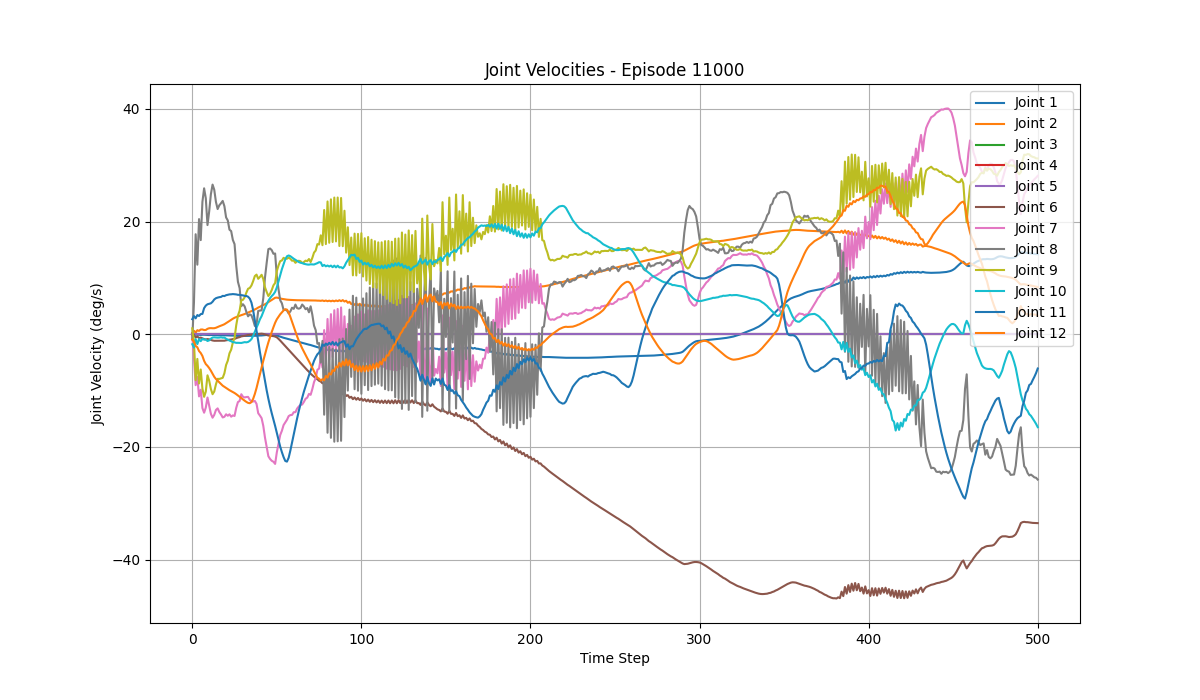 Joint Velocities - Episode 11000
Joint Velocity (deg/s)
40
20
0
−20
−40
0
100
200
300
400
500
Time Step
Joint 1
Joint 2
Joint 3
Joint 4
Joint 5
Joint 6
Joint 7
Joint 8
Joint 9
Joint 10
Joint 11
Joint 12